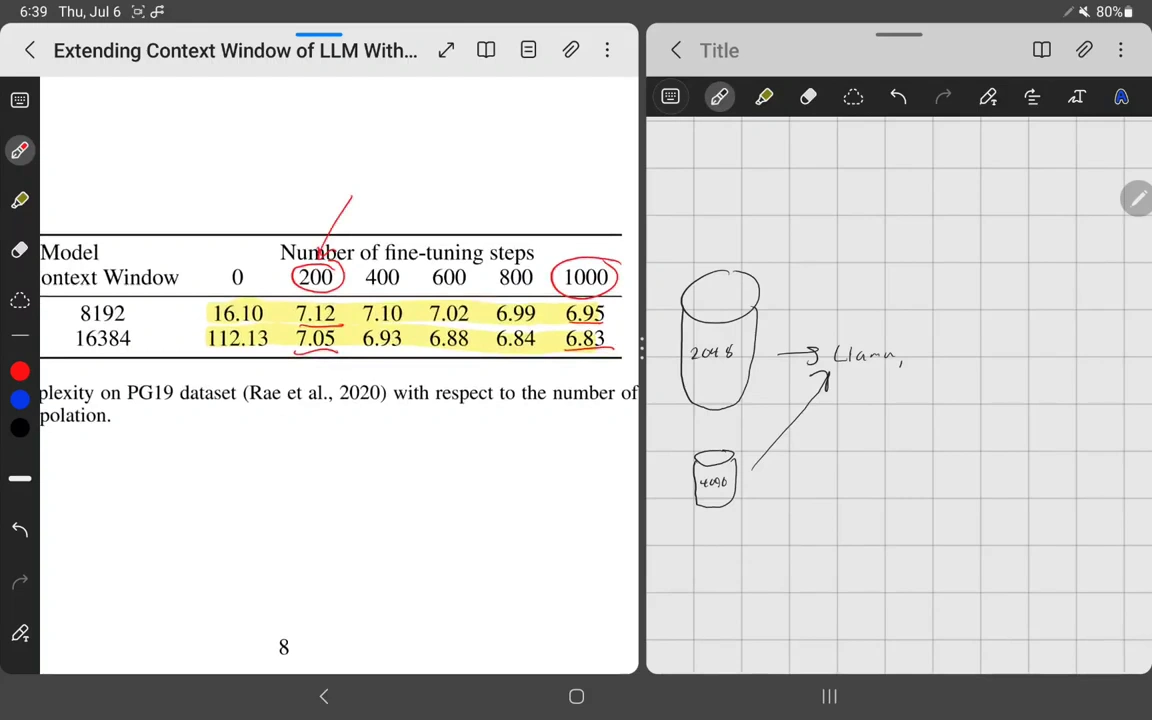 6:39 Thu, Jul 6
80%
Extending Context Window of LLM With...
Title
Model
Number of fine-tuning steps
ontext Window 0 200 400 600 800 1000
8192 16.10 7.12 7.10 7.02 6.99 6.95
16384 112.13 7.05 6.93 6.88 6.84 6.83
plexity on PG19 dataset (Rae et al., 2020) with respect to the number of
polation.
8
2048
Llama,
4096